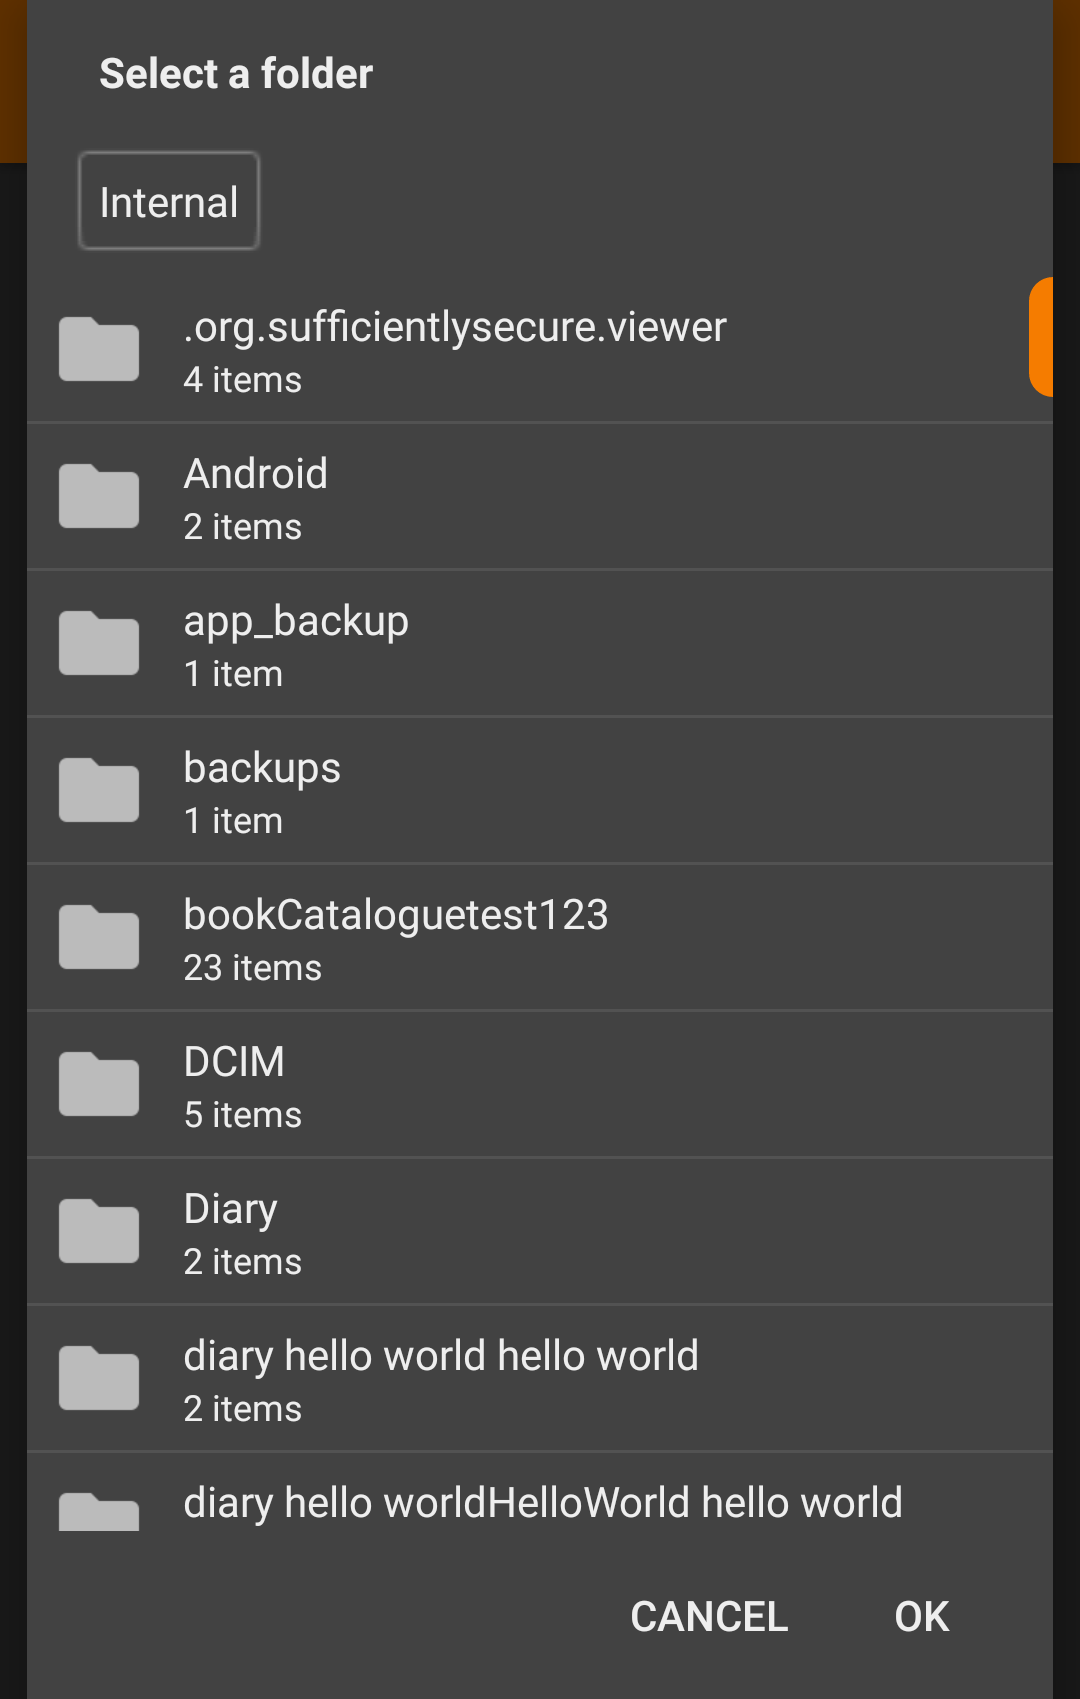 Select a folder
Internal
.org.sufficientlysecure.viewer
4 items
Android
2 items
app_backup
1 item
backups
1 item
bookCataloguetest123
23 items
DCIM
5 items
Diary
2 items
diary hello world hello world
2 items
diary hello worldHelloWorld hello world
CANCEL OK